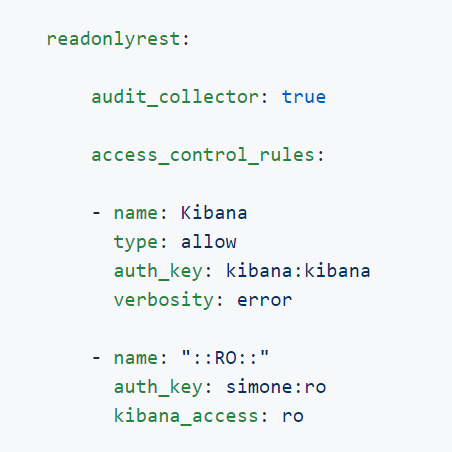 readonlyrest:
audit_collector: true
access_control_rules:
- name: Kibana
type: allow
auth_key: kibana:kibana
verbosity: error
- name: "::RO::"
auth_key: simone:ro
kibana_access: ro